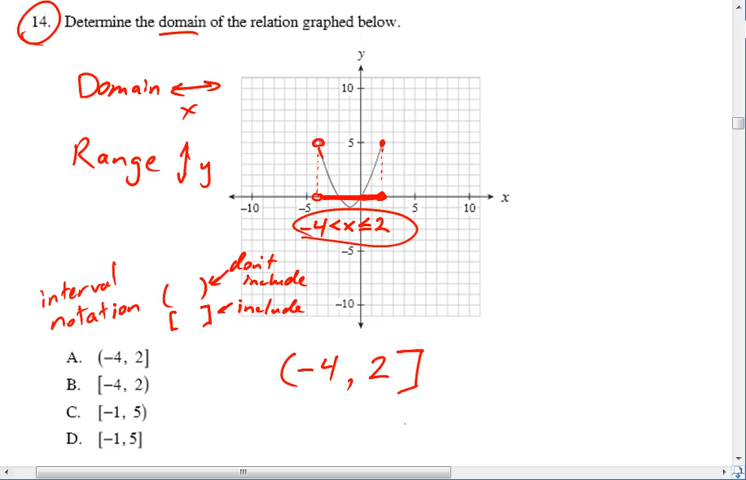 14. Determine the domain of the relation graphed below.
y
Domain
x
Range y
10
5
-10 -5 5 10 x
-4<x≤2
-5
-10
interval
notation
( ) don't
include
[ ] include
A. (−4, 2]
B. [−4, 2)
C. [−1, 5)
D. [−1,5]
(-4, 2]